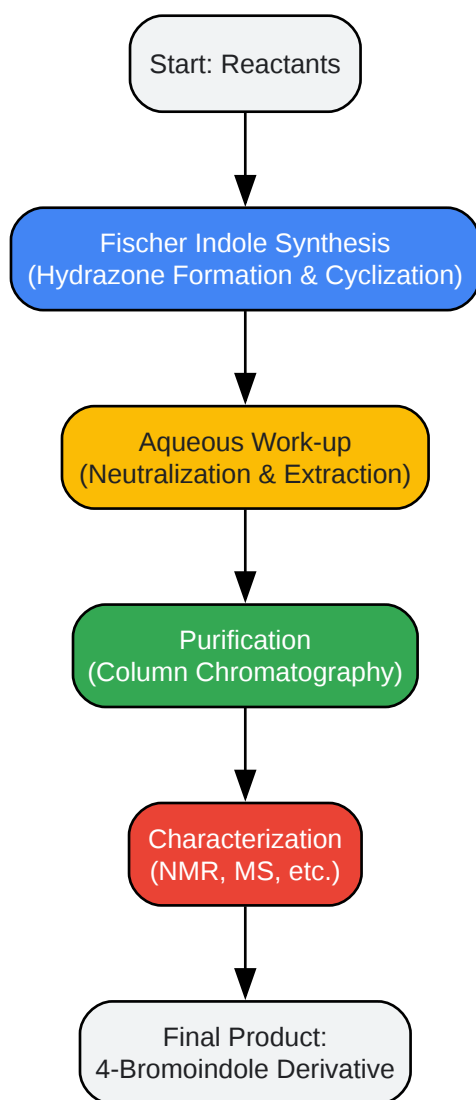 Start: Reactants
Fischer Indole Synthesis
(Hydrazone Formation & Cyclization)
Aqueous Work-up
(Neutralization & Extraction)
Purification
(Column Chromatography)
Characterization
(NMR, MS, etc.)
Final Product:
4-Bromoindole Derivative